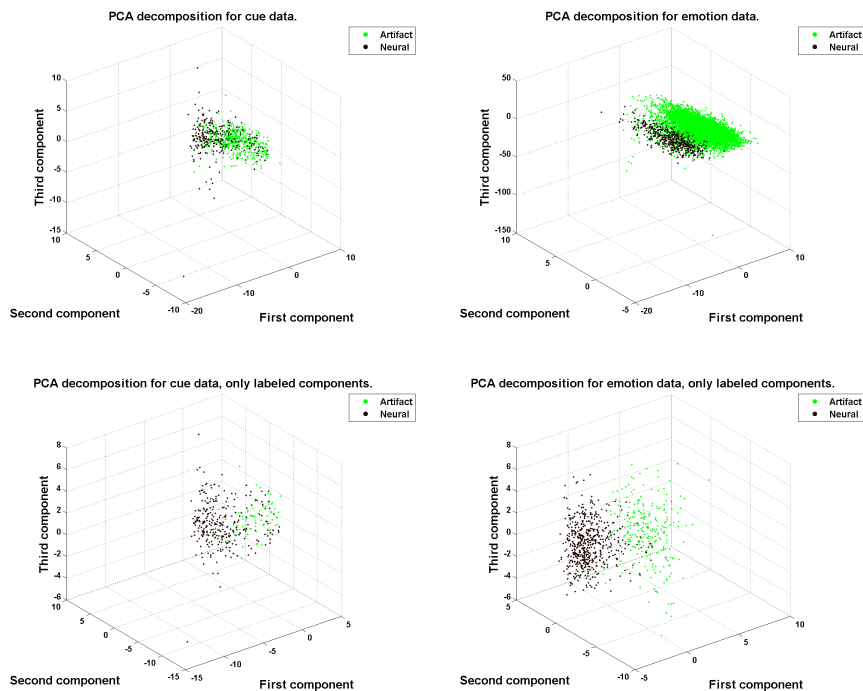 PCA decomposition for cue data.
Artifact
Neural
10
5
0
-5
-10
-15
Third component
10
5
0
-5
-10
Second component
-20
-10
0
10
First component
PCA decomposition for emotion data.
Artifact
Neural
50
0
-50
-100
-150
Third component
10
5
0
-5
Second component
-20
-10
0
10
First component
PCA decomposition for cue data, only labeled components.
Artifact
Neural
8
6
4
2
0
-2
-4
-6
Third component
10
5
0
-5
-10
-15
Second component
-15
-10
-5
0
5
First component
PCA decomposition for emotion data, only labeled components.
Artifact
Neural
8
6
4
2
0
-2
-4
-6
Third component
5
0
-5
-10
Second component
-5
0
5
10
First component